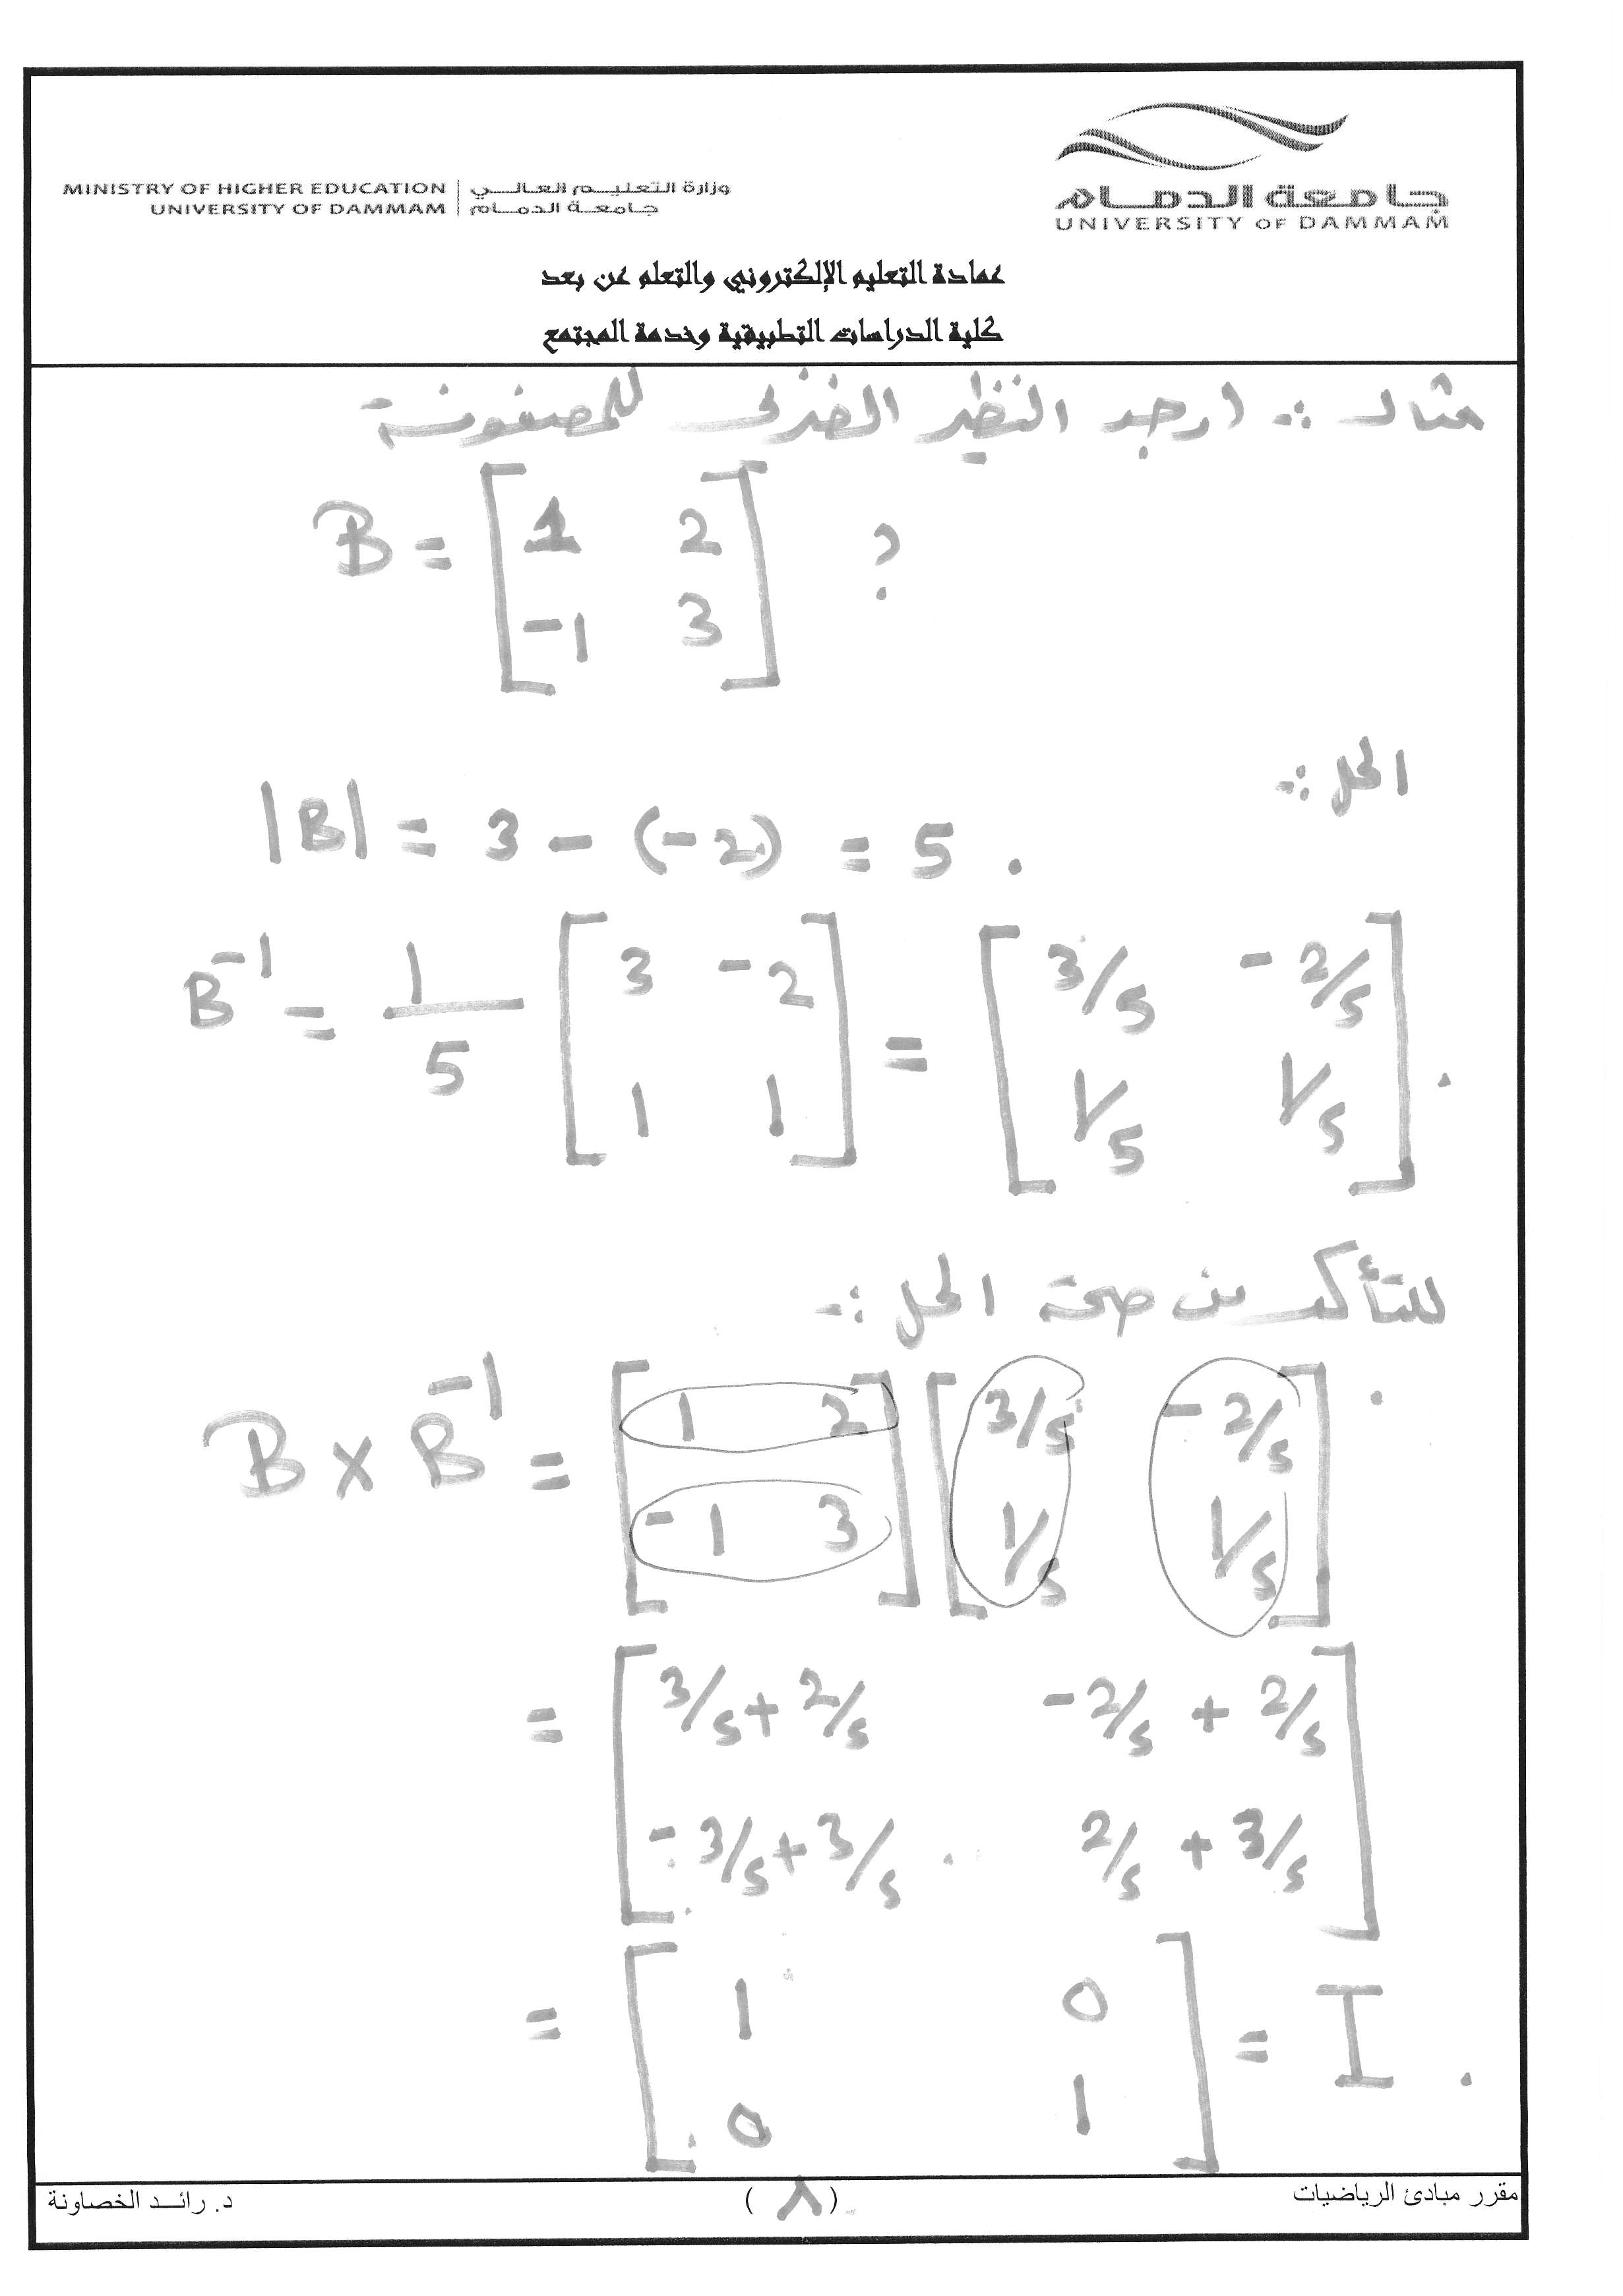 MINISTRY OF HIGHER EDUCATION | وزارة التعليم العالي
UNIVERSITY OF DAMMAM | جامعة الدمام
جامعة الدمام
UNIVERSITY OF DAMMAM
عمادة التعليم الإلكتروني والتعلم عن بعد
كلية الدراسات التطبيقية وخدمة المجتمع
مثال :- اوجد النظير الضربي للمصفوفة
B = [ 1 2 ] ؟
[ -1 3 ]
الحل :-
|B| = 3 - (-2) = 5 .
B⁻¹ = 1/5 [ 3 -2 ] = [ 3/5 -2/5 ]
[ 1 1 ] [ 1/5 1/5 ] .
للتأكد من صحة الحل :-
B × B⁻¹ = [ 1 2 ] [ 3/5 -2/5 ] .
[ -1 3 ] [ 1/5 1/5 ]
= [ 3/5 + 2/5 -2/5 + 2/5 ]
[ -3/5 + 3/5 2/5 + 3/5 ]
= [ 1 0 ] = I .
[ 0 1 ]
مقرر مبادئ الرياضيات
( ٨ )
د. رائد الخصاونة